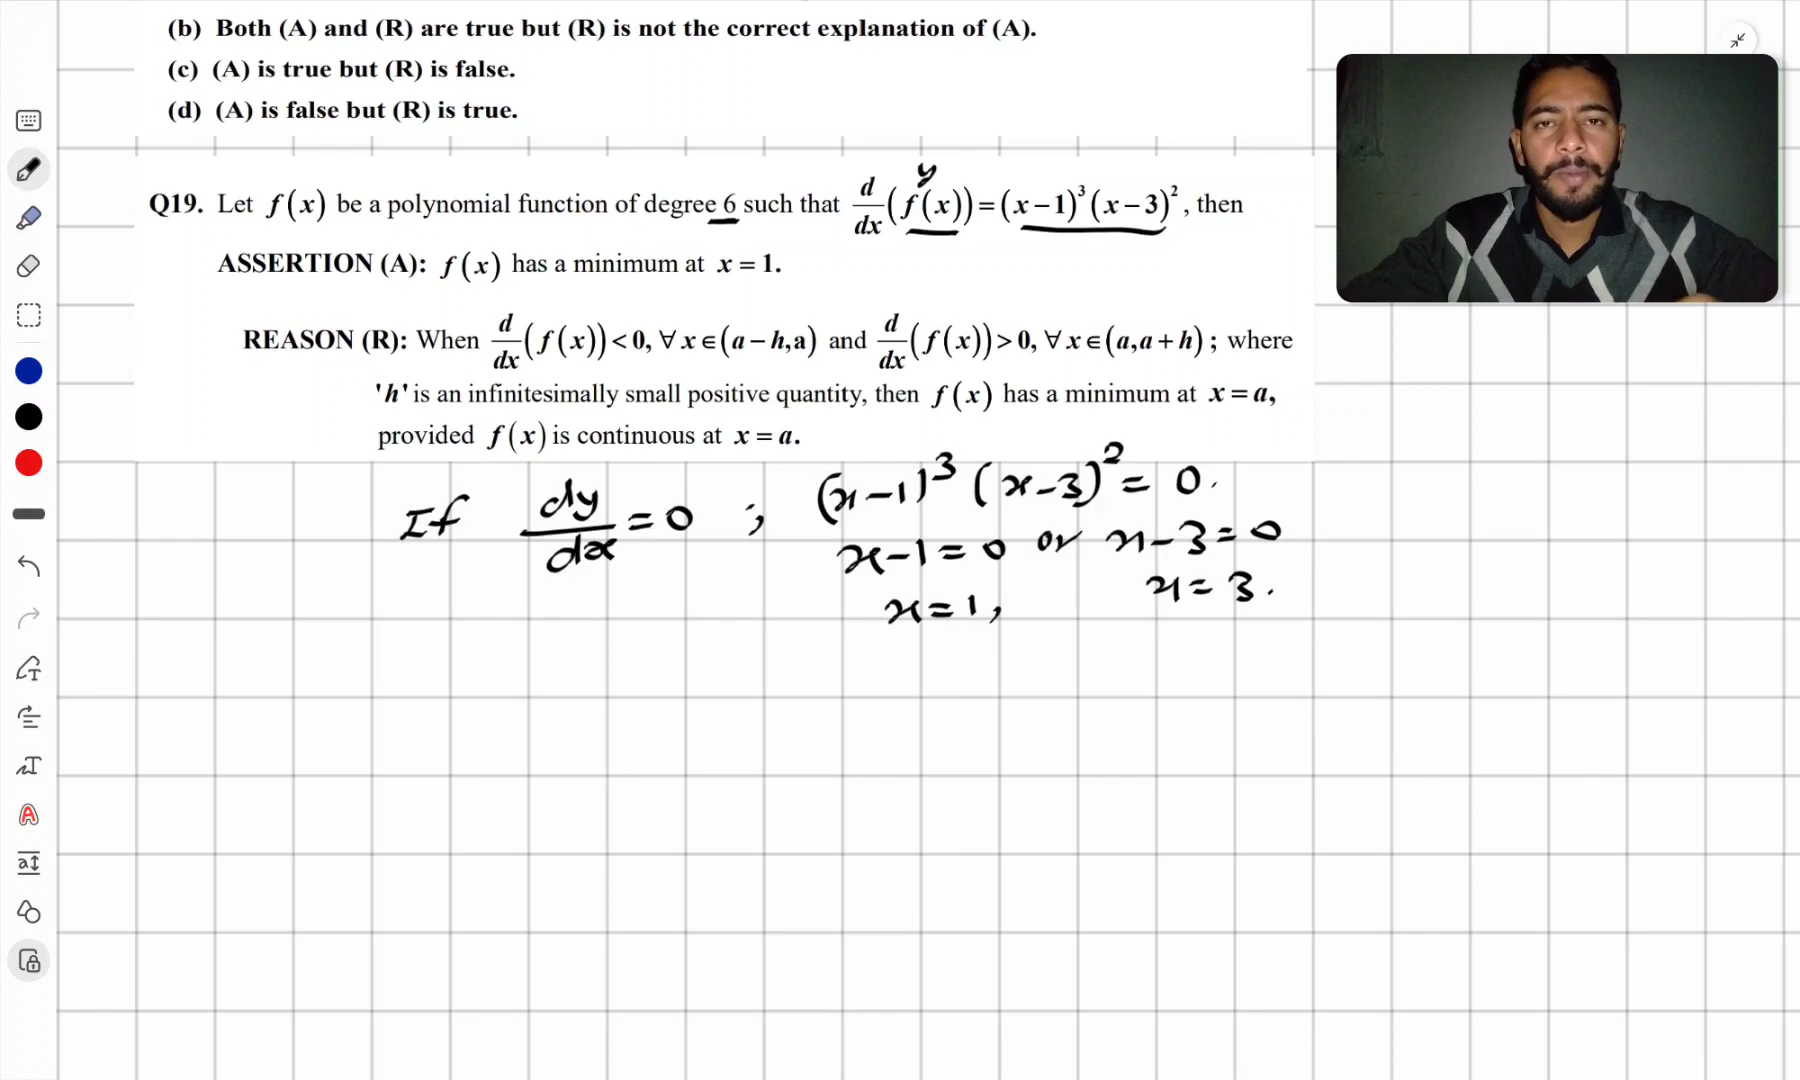 (b) Both (A) and (R) are true but (R) is not the correct explanation of (A).
(c) (A) is true but (R) is false.
(d) (A) is false but (R) is true.
y
Q19. Let f(x) be a polynomial function of degree 6 such that d/dx (f(x)) = (x−1)³(x−3)², then
ASSERTION (A): f(x) has a minimum at x = 1.
REASON (R): When d/dx (f(x)) < 0, ∀ x ∈ (a−h,a) and d/dx (f(x)) > 0, ∀ x ∈ (a,a+h); where
'h' is an infinitesimally small positive quantity, then f(x) has a minimum at x = a,
provided f(x) is continuous at x = a.
If dy/dx = 0 ; (x−1)³ (x−3)² = 0.
x−1 = 0 or x−3 = 0
x = 1, x = 3.